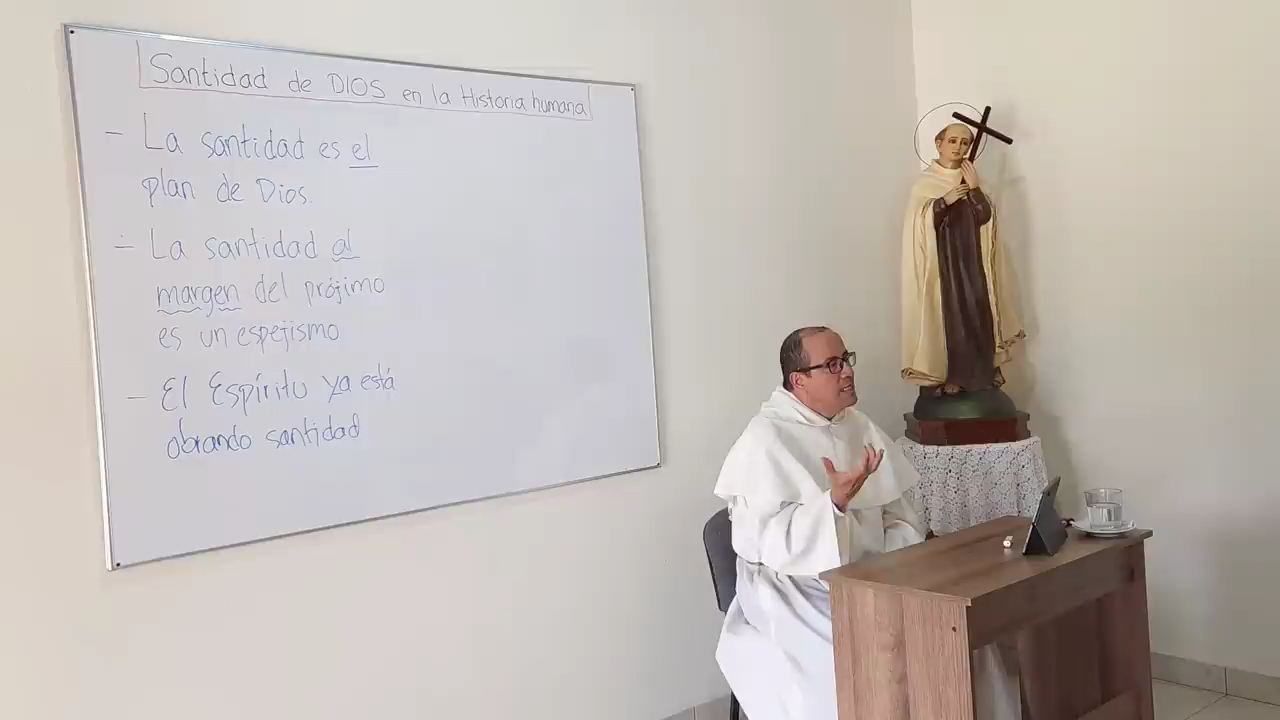 Santidad de DIOS en la Historia humana
- La santidad es el
plan de Dios.
- La santidad al
margen del prójimo
es un espejismo
- El Espíritu ya está
obrando santidad